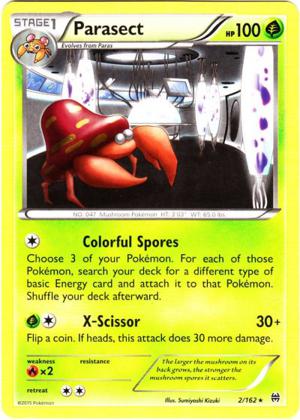 STAGE1 Parasect HP100
Evolves from Paras
NO. 047 Mushroom Pokémon HT: 3'03" WT: 65.0 lbs
Colorful Spores
Choose 3 of your Pokémon. For each of those
Pokémon, search your deck for a different type of
basic Energy card and attach it to that Pokémon.
Shuffle your deck afterward.
X-Scissor 30+
Flip a coin. If heads, this attack does 30 more damage.
weakness resistance
×2
retreat
The larger the mushroom on its
back grows, the stronger the
mushroom spores it scatters.
©2015 Pokémon Illus. Sumiyoshi Kizuki 2/162